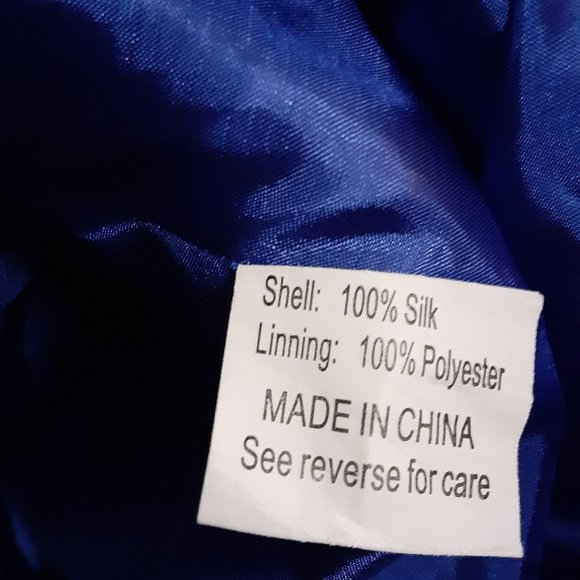 Shell: 100% Silk
Linning: 100% Polyester
MADE IN CHINA
See reverse for care